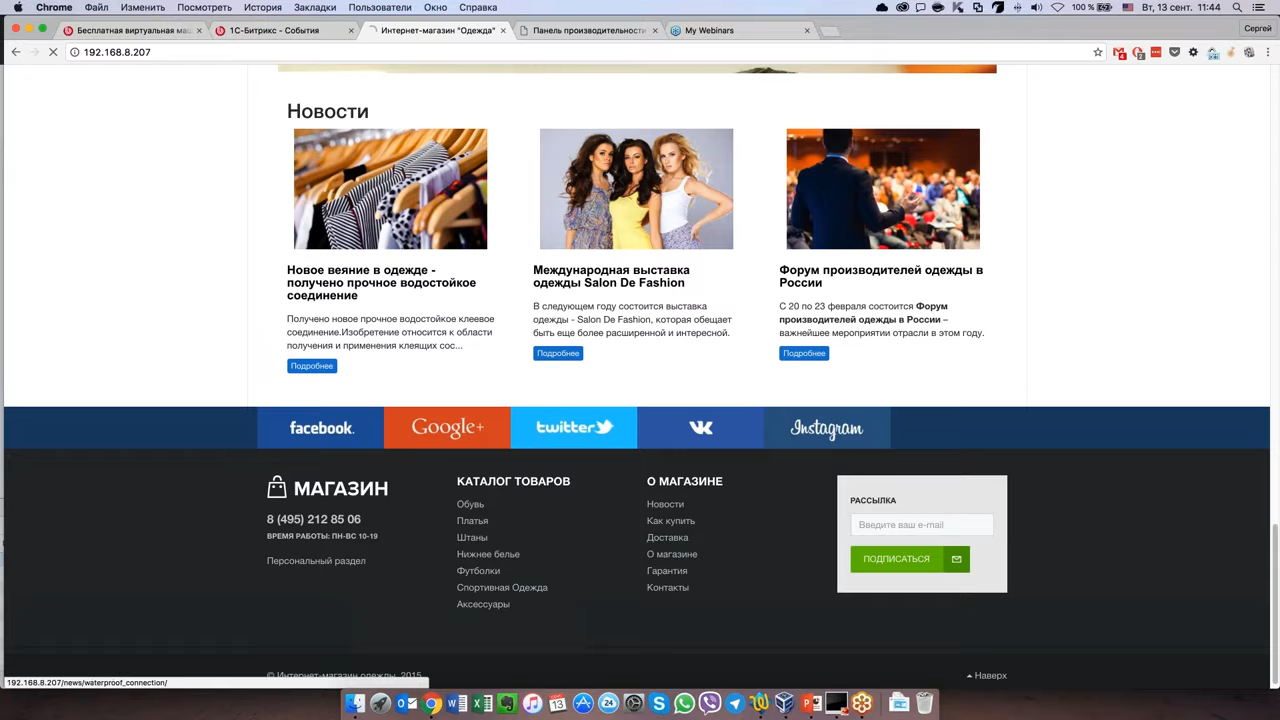 Chrome Файл Изменить Посмотреть История Закладки Пользователи Окно Справка 100 % Вт, 13 сент. 11:44
Бесплатная виртуальная маш 1С-Битрикс - События Интернет-магазин "Одежда" Панель производительности My Webinars Сергей
192.168.8.207
Новости
Новое веяние в одежде -
получено прочное водостойкое
соединение
Получено новое прочное водостойкое клеевое
соединение.Изобретение относится к области
получения и применения клеящих сос...
Подробнее
Международная выставка
одежды Salon De Fashion
В следующем году состоится выставка
одежды - Salon De Fashion, которая обещает
быть еще более расширенной и интересной.
Подробнее
Форум производителей одежды в
России
С 20 по 23 февраля состоится Форум
производителей одежды в России –
важнейшее мероприятии отрасли в этом году.
Подробнее
facebook. Google+ twitter VK Instagram
МАГАЗИН
8 (495) 212 85 06
ВРЕМЯ РАБОТЫ: ПН-ВС 10-19
Персональный раздел
КАТАЛОГ ТОВАРОВ
Обувь
Платья
Штаны
Нижнее белье
Футболки
Спортивная Одежда
Аксессуары
О МАГАЗИНЕ
Новости
Как купить
Доставка
О магазине
Гарантия
Контакты
РАССЫЛКА
Введите ваш e-mail
ПОДПИСАТЬСЯ
© Интернет-магазин одежды, 2015
Наверх
192.168.8.207/news/waterproof_connection/